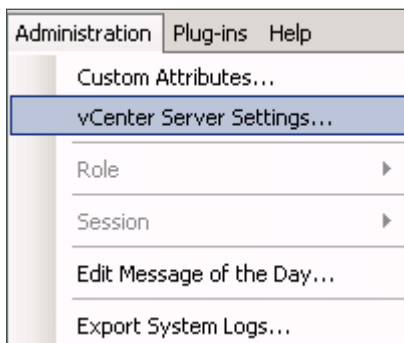 Administration Plug-ins Help
Custom Attributes...
vCenter Server Settings...
Role
Session
Edit Message of the Day...
Export System Logs...